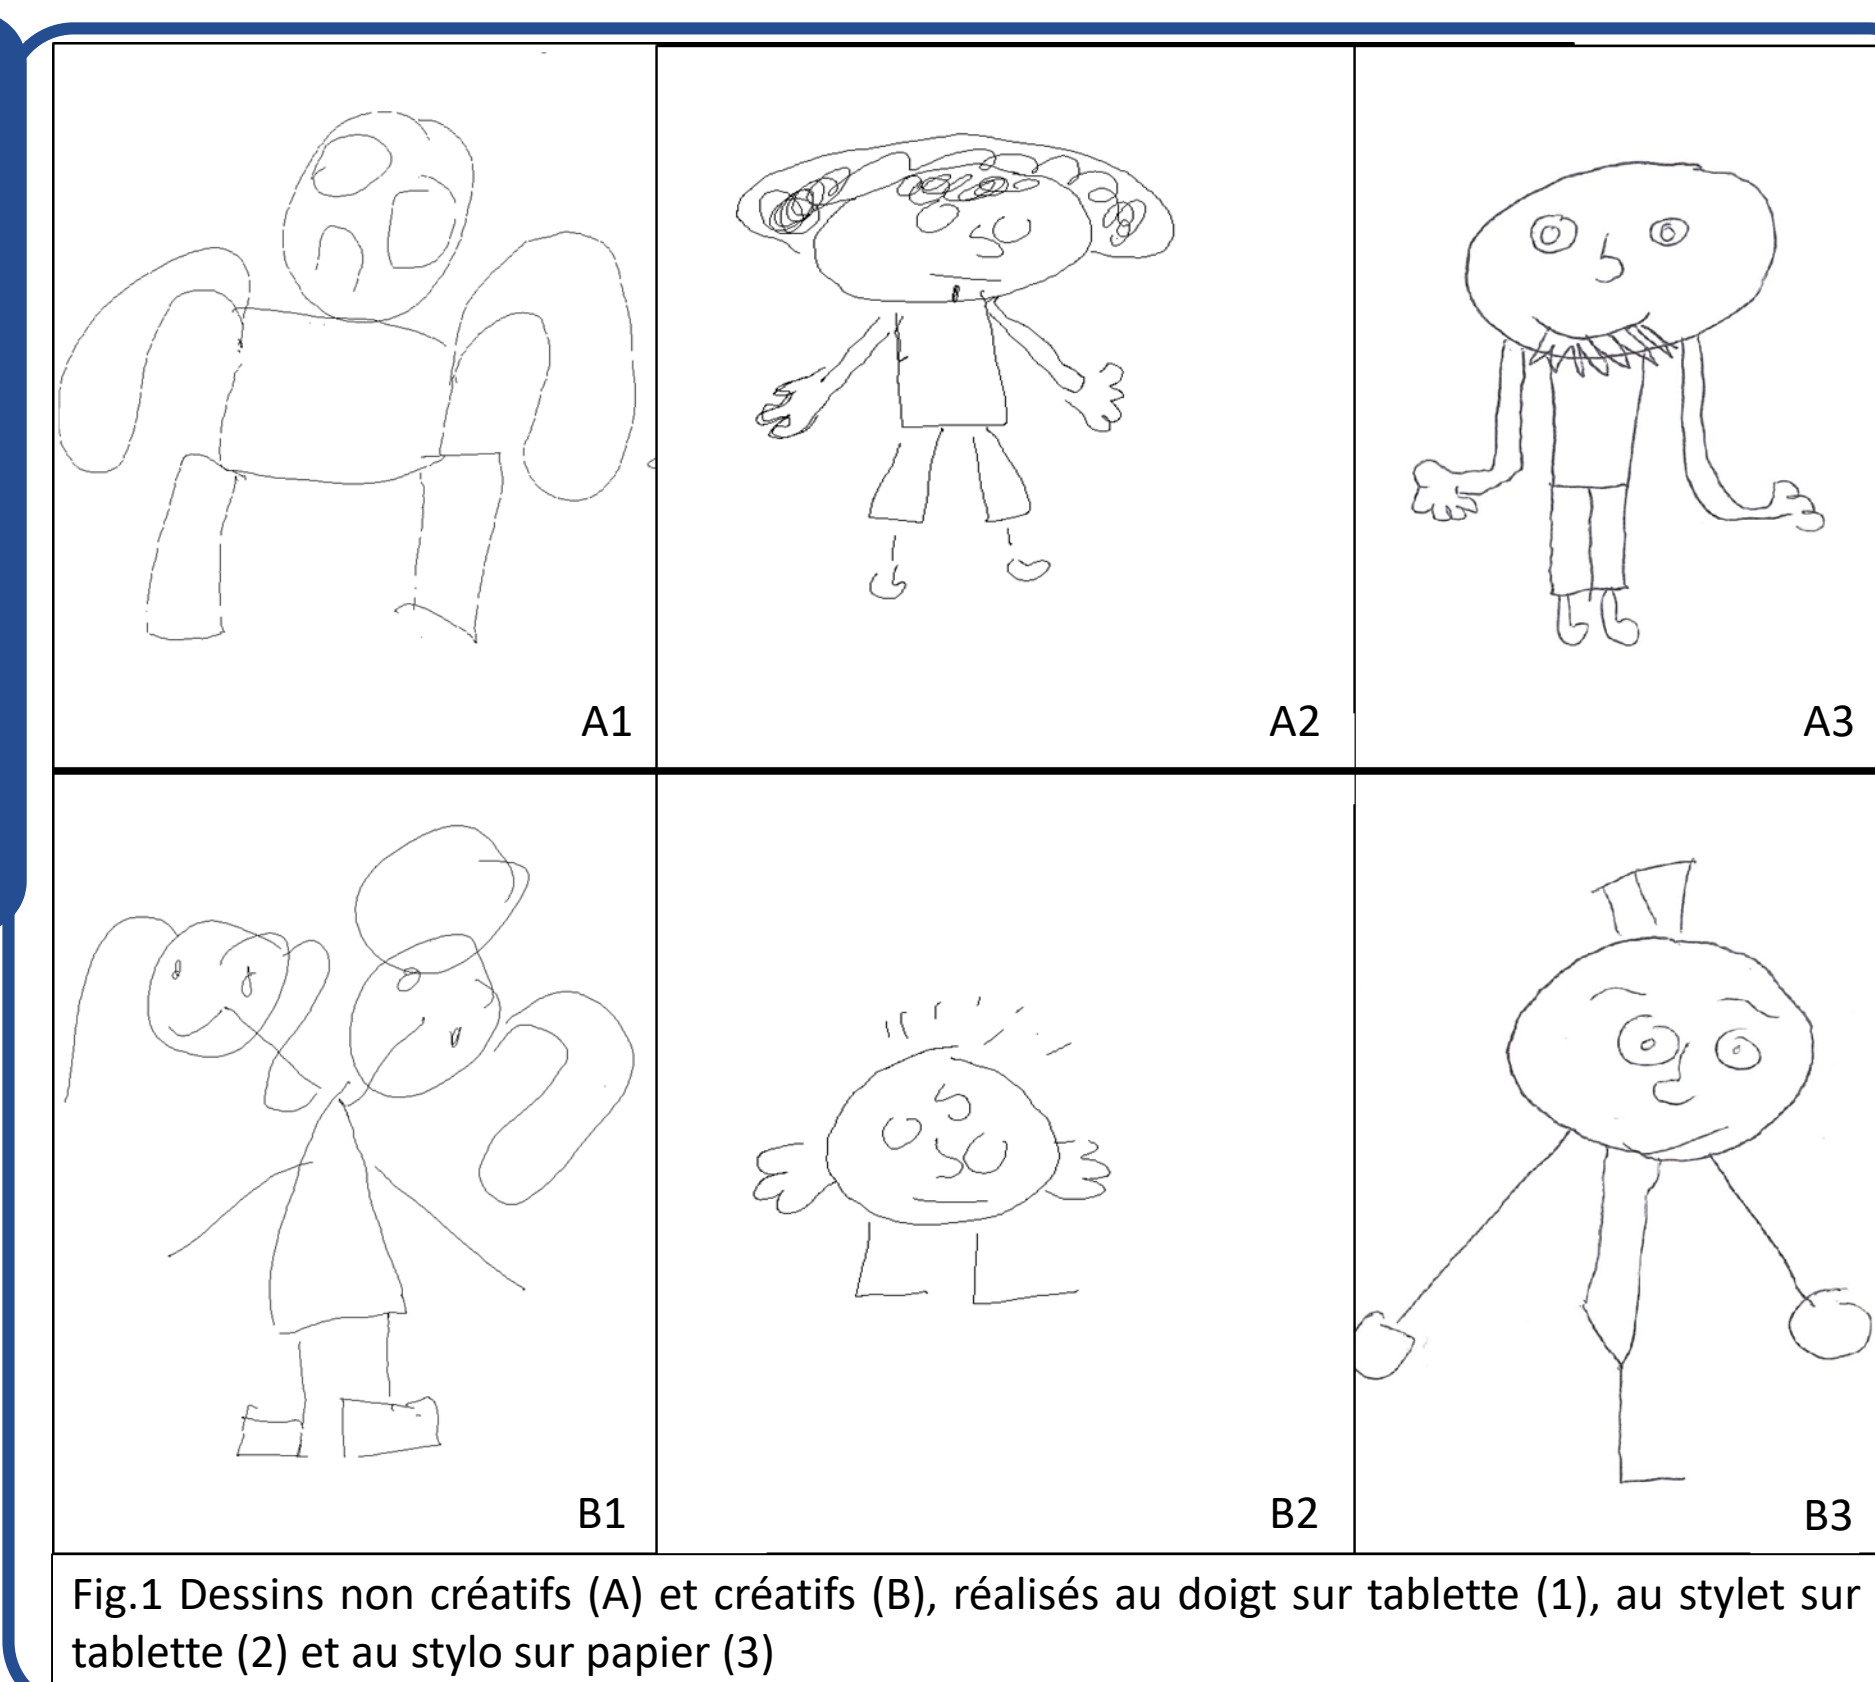 A1
A2
A3
B1
B2
B3
Fig.1 Dessins non créatifs (A) et créatifs (B), réalisés au doigt sur tablette (1), au stylet sur
tablette (2) et au stylo sur papier (3)